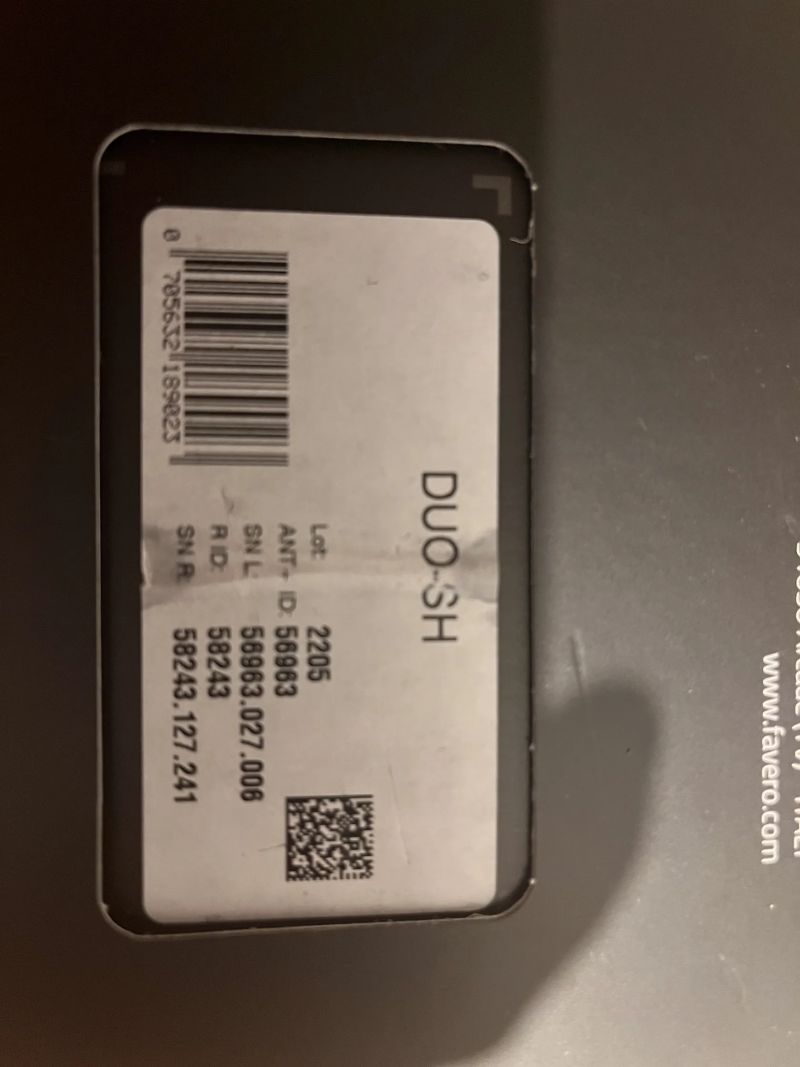 DUO-SH
Lot: 2205
ANT+ ID: 56963
SN L: 56963.027.006
R ID: 58243
SN R: 58243.127.241
0 705632 189023
ITALY
www.favero.com